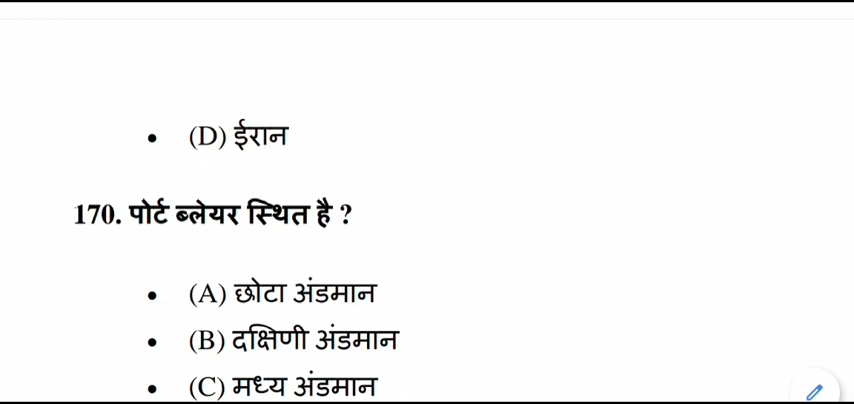 • (D) ईरान
170. पोर्ट ब्लेयर स्थित है ?
• (A) छोटा अंडमान
• (B) दक्षिणी अंडमान
• (C) मध्य अंडमान